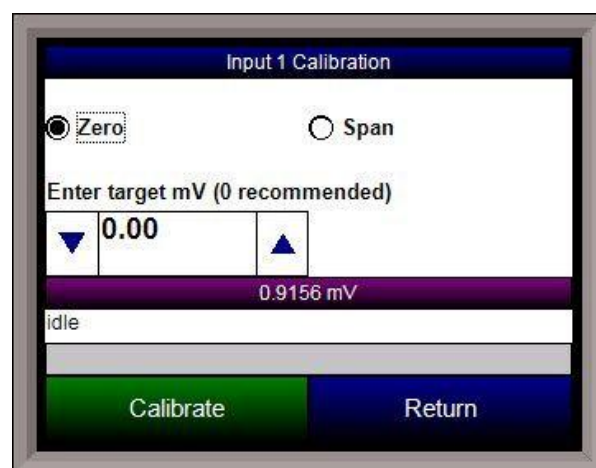 Input 1 Calibration
Zero Span
Enter target mV (0 recommended)
0.00
0.9156 mV
idle
Calibrate Return